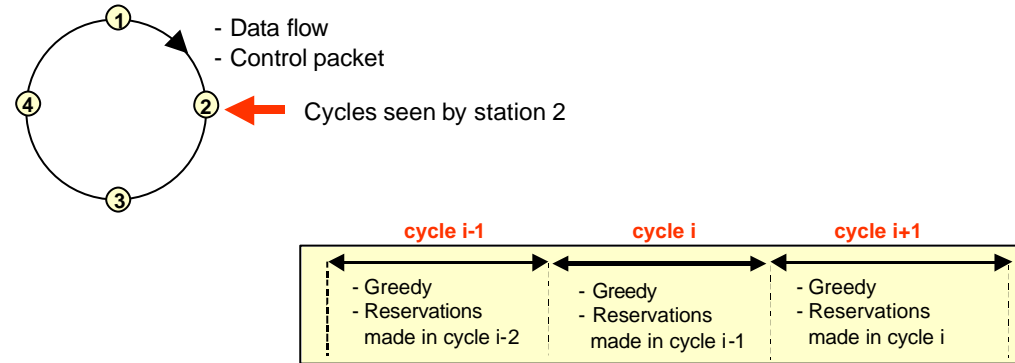 1
- Data flow
- Control packet
4
2
Cycles seen by station 2
3
cycle i-1
cycle i
cycle i+1
- Greedy
- Reservations
made in cycle i-2
- Greedy
- Reservations
made in cycle i-1
- Greedy
- Reservations
made in cycle i